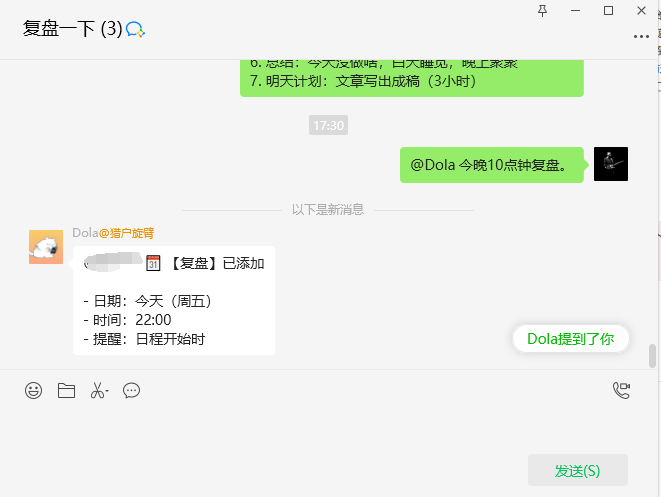 复盘一下 (3)
6. 总结：今天没做啥，白天睡觉，晚上聚聚
7. 明天计划：文章写出成稿（3小时）
17:30
@Dola 今晚10点钟复盘。
以下是新消息
Dola@猎户旋臂
【复盘】已添加
- 日期：今天（周五）
- 时间：22:00
- 提醒：日程开始时
Dola提到了你
发送(S)